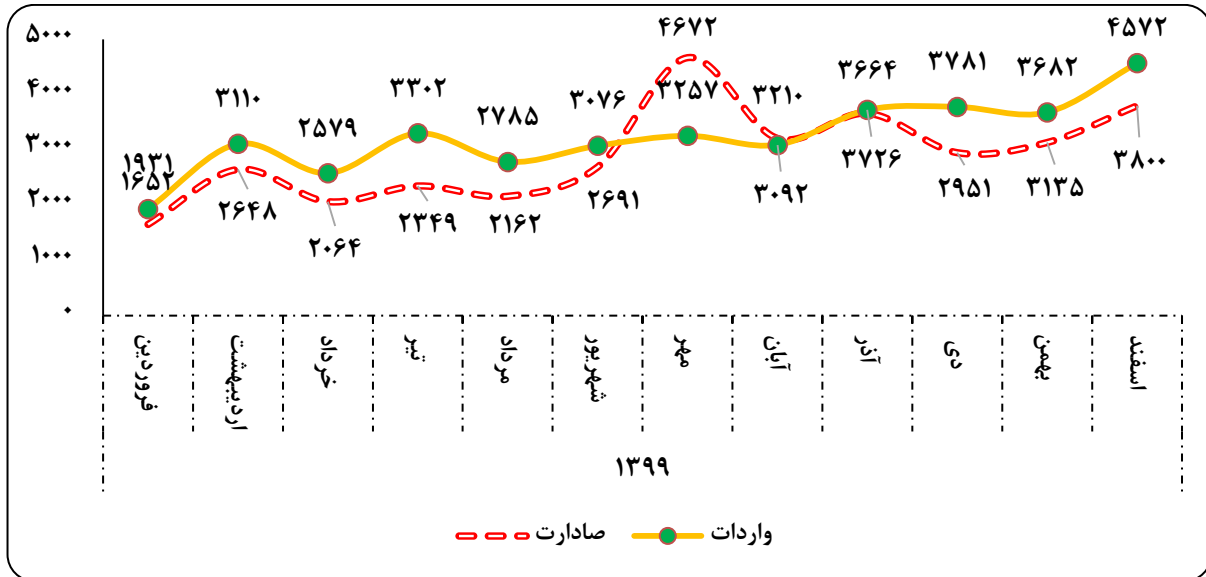 ۵۰۰۰
۴۰۰۰
۳۰۰۰
۲۰۰۰
۱۰۰۰
۰
۱۹۳۱
۳۱۱۰
۲۵۷۹
۳۳۰۲
۲۷۸۵
۳۰۷۶
۳۲۵۷
۳۰۹۲
۳۷۲۶
۳۷۸۱
۳۶۸۲
۴۵۷۲
۱۶۵۲
۲۶۴۸
۲۰۶۴
۲۳۴۹
۲۱۶۲
۲۶۹۱
۴۶۷۲
۳۲۱۰
۳۶۶۴
۲۹۵۱
۳۱۳۵
۳۸۰۰
فروردین
اردیبهشت
خرداد
تیر
مرداد
شهریور
مهر
آبان
آذر
دی
بهمن
اسفند
۱۳۹۹
صادارت
واردات